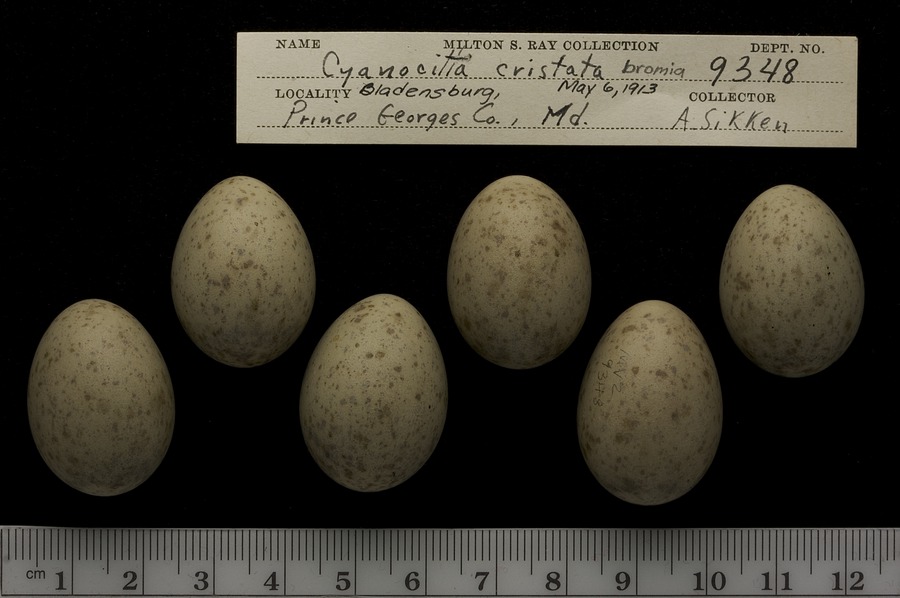 NAME MILTON S. RAY COLLECTION DEPT. NO.
Cyanocitta cristata bromia 9348
LOCALITY Bladensburg, May 6, 1913 COLLECTOR
Prince Georges Co., Md. A. Sikken
cm 1 2 3 4 5 6 7 8 9 10 11 12